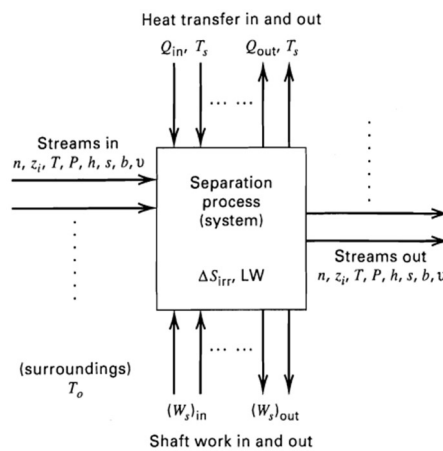 Heat transfer in and out
Q_in, T_s Q_out, T_s
... ...
Streams in
n, z_i, T, P, h, s, b, υ
Separation
process
(system)
Streams out
n, z_i, T, P, h, s, b, υ
ΔS_irr, LW
... ...
(surroundings)
T_o
(W_s)_in (W_s)_out
Shaft work in and out